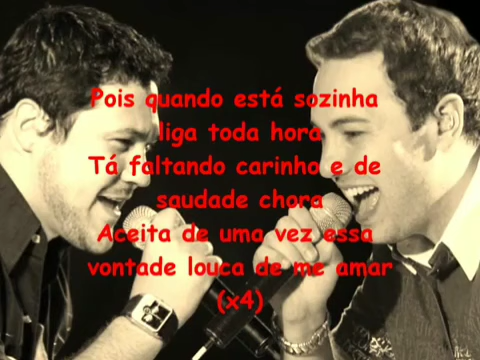 Pois quando está sozinha
liga toda hora
Tá faltando carinho e de
saudade chora
Aceita de uma vez essa
vontade louca de me amar
(x4)